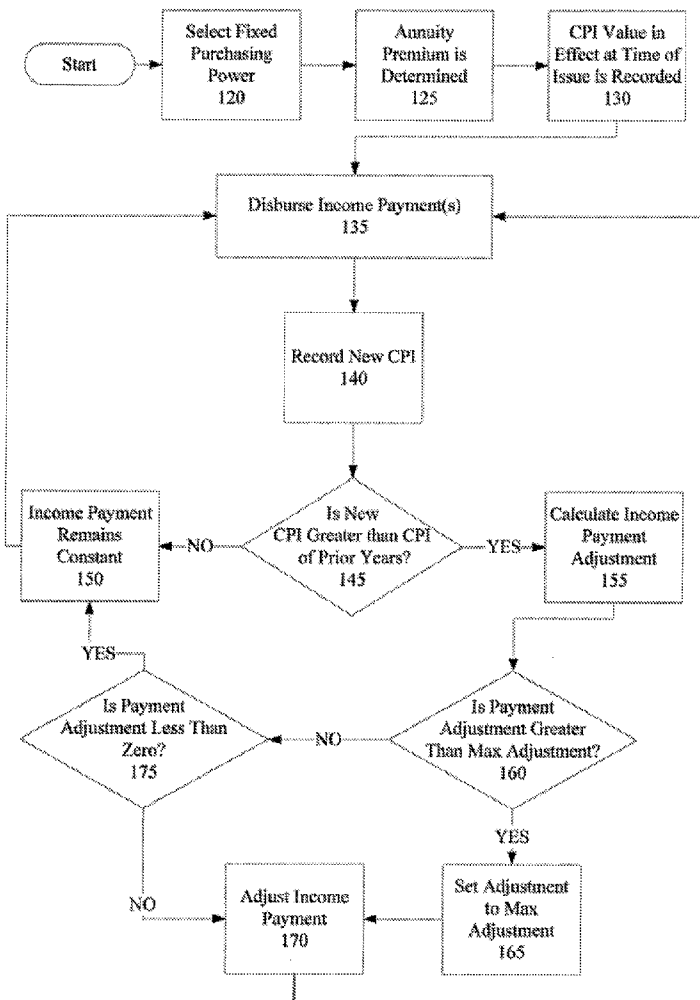 Start
Select Fixed
Purchasing
Power
120
Annuity
Premium is
Determined
125
CPI Value in
Effect at Time of
Issue is Recorded
130
Disburse Income Payment(s)
135
Record New CPI
140
Is New
CPI Greater than CPI
of Prior Years?
145
NO
YES
Income Payment
Remains
Constant
150
Calculate Income
Payment
Adjustment
155
YES
Is Payment
Adjustment Less Than
Zero?
175
NO
Is Payment
Adjustment Greater
Than Max Adjustment?
160
YES
NO
Adjust Income
Payment
170
Set Adjustment
to Max
Adjustment
165